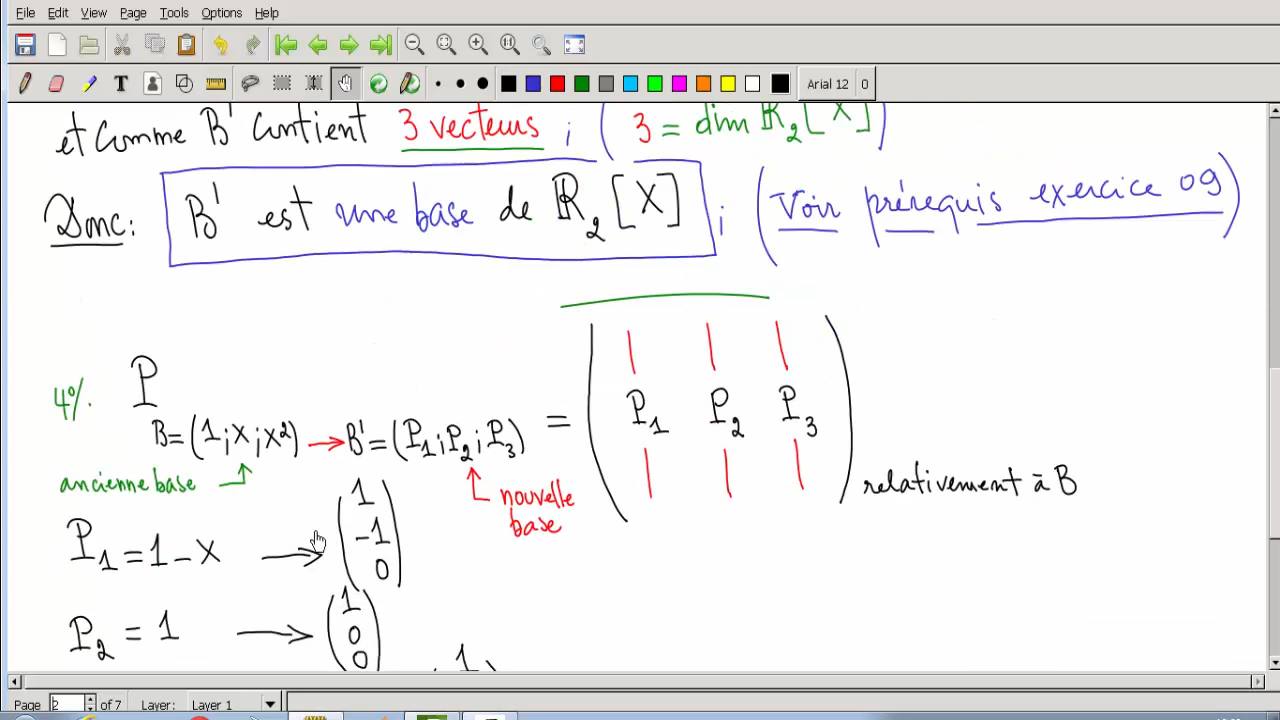 File Edit View Page Tools Options Help
Arial 12 0
et comme B' contient 3 vecteurs ; ( 3 = dim ℝ₂[X] )
Donc: B' est une base de ℝ₂[X] ; (Voir prérequis exercice 09)
4°/. P B=(1;X;X²) → B'=(P₁;P₂;P₃) = ( P₁ P₂ P₃ ) relativement à B
ancienne base
nouvelle
base
P₁ = 1 - X → ( 1 -1 0 )
P₂ = 1 → ( 1 0 0 )
1
Page 2 of 7 Layer: Layer 1